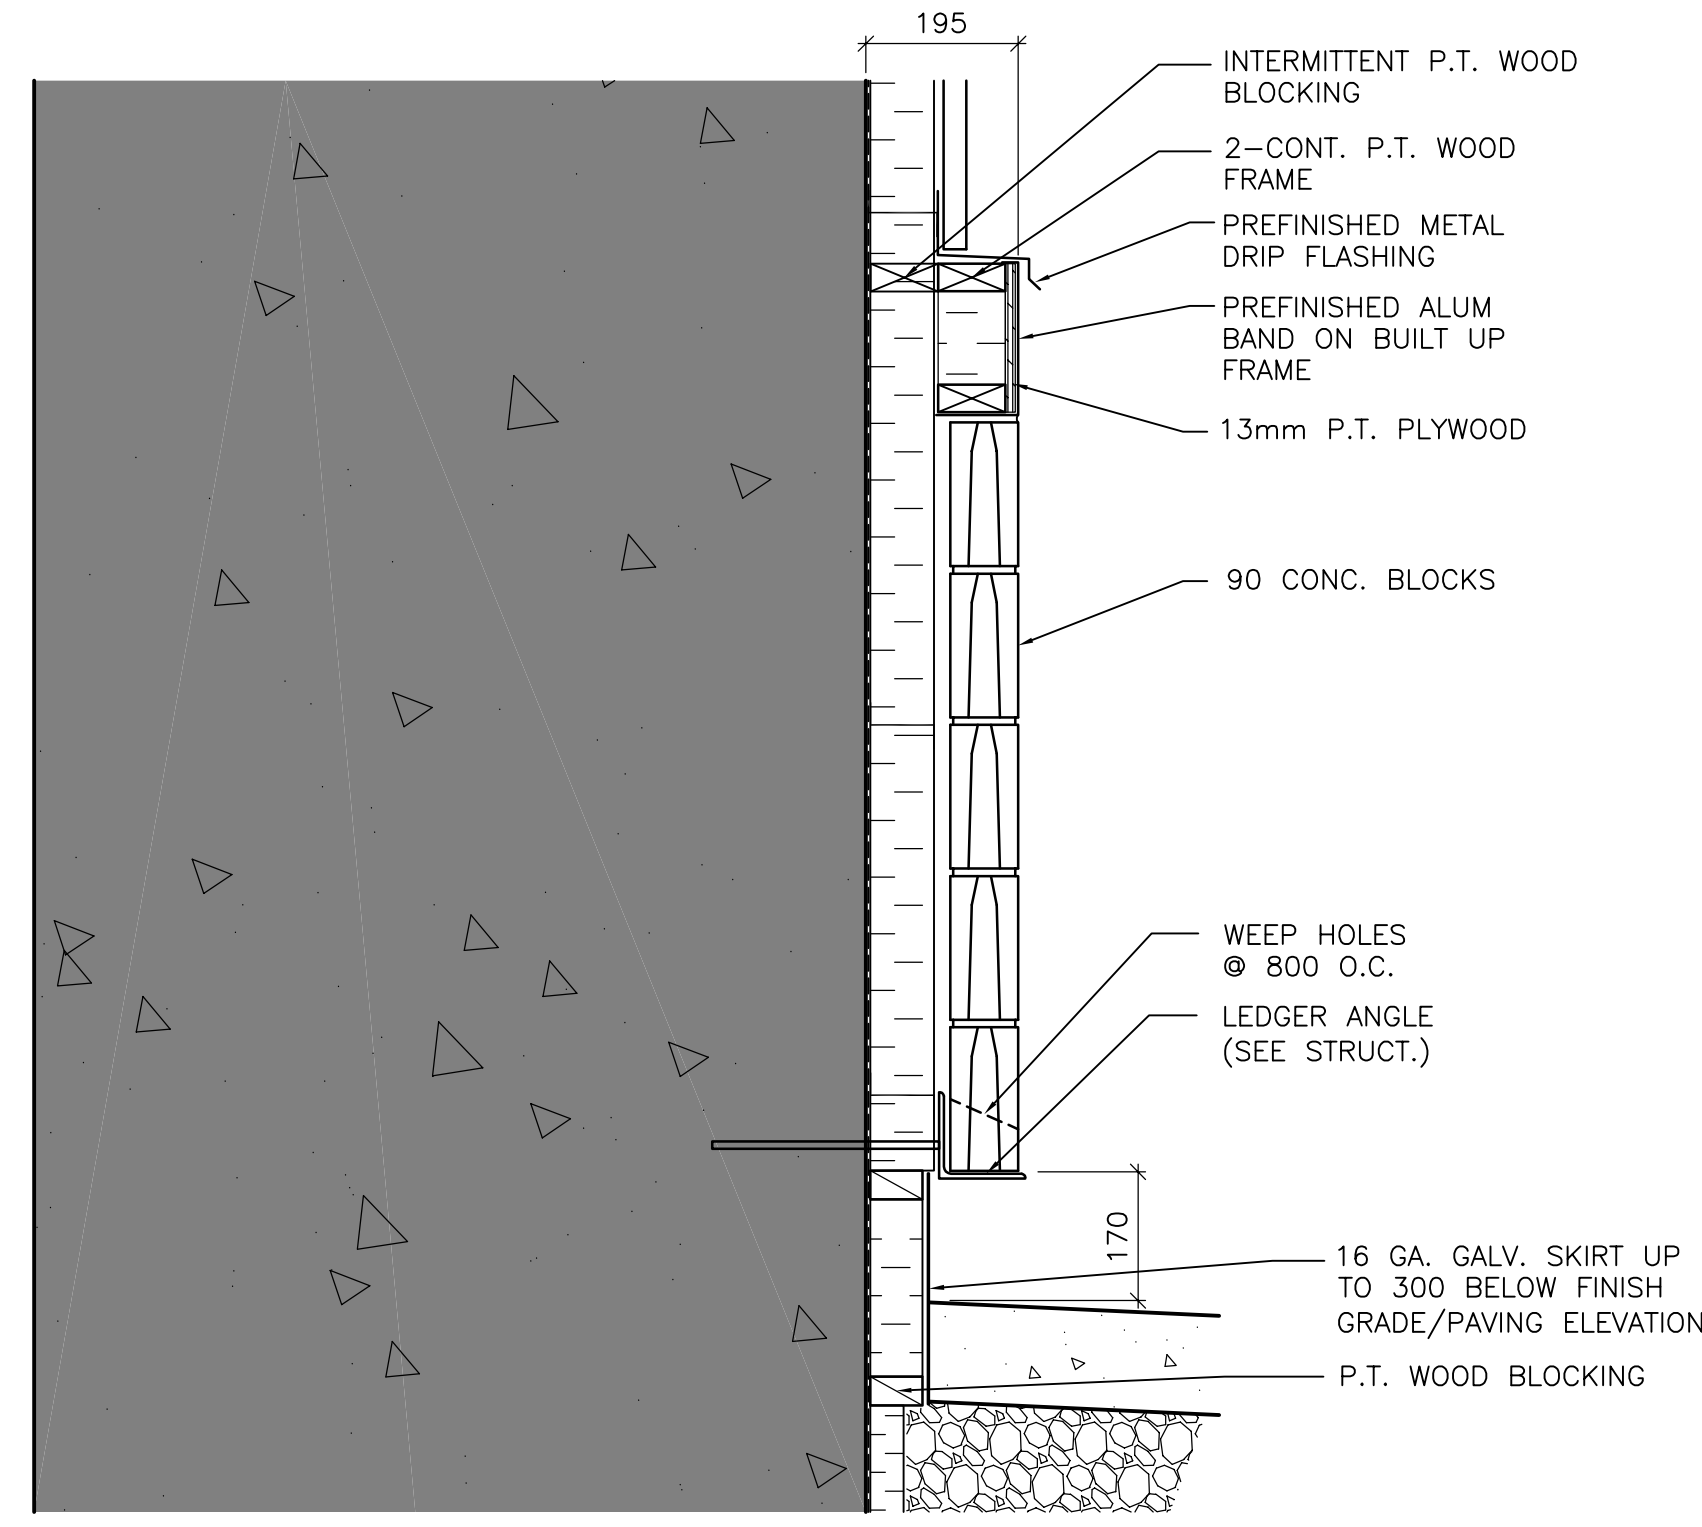 195
INTERMITTENT P.T. WOOD
BLOCKING
2-CONT. P.T. WOOD
FRAME
PREFINISHED METAL
DRIP FLASHING
PREFINISHED ALUM
BAND ON BUILT UP
FRAME
13mm P.T. PLYWOOD
90 CONC. BLOCKS
WEEP HOLES
@ 800 O.C.
LEDGER ANGLE
(SEE STRUCT.)
170
16 GA. GALV. SKIRT UP
TO 300 BELOW FINISH
GRADE/PAVING ELEVATION
P.T. WOOD BLOCKING